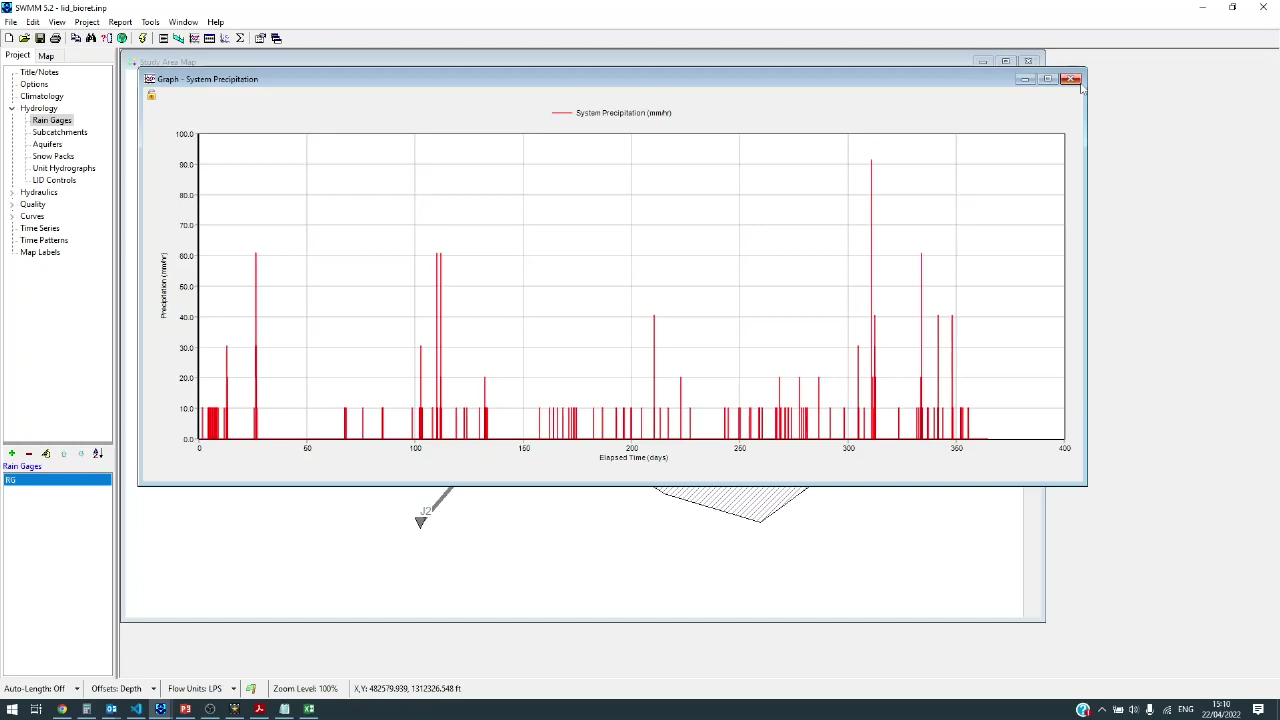 SWMM 5.2 - lid_bioret.inp
File Edit View Project Report Tools Window Help
Project Map
Study Area Map
Title/Notes
Options
Climatology
Hydrology
Rain Gages
Subcatchments
Aquifers
Snow Packs
Unit Hydrographs
LID Controls
Hydraulics
Quality
Curves
Time Series
Time Patterns
Map Labels
Rain Gages
RG
Graph - System Precipitation
System Precipitation (mm/hr)
100.0
90.0
80.0
70.0
60.0
50.0
40.0
30.0
20.0
10.0
0.0
Precipitation (mm/hr)
0 50 100 150 200 250 300 350 400
Elapsed Time (days)
J2
Auto-Length: Off Offsets: Depth Flow Units: LPS Zoom Level: 100% X,Y: 482579.939, 1312326.548 ft
ENG
15:10
22/04/2022